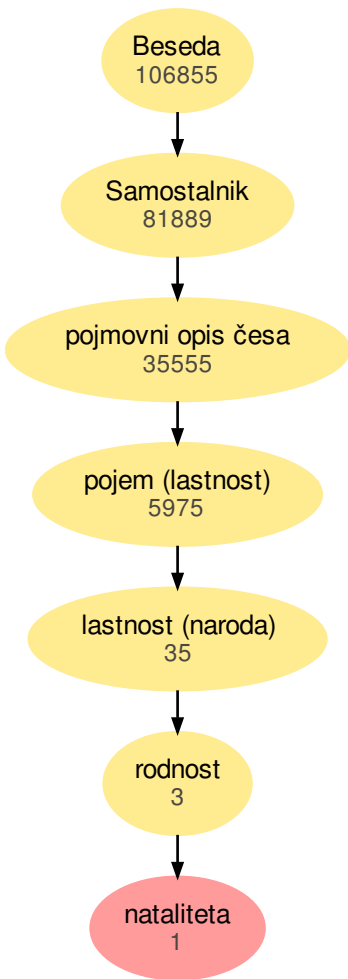 Beseda
106855
Samostalnik
81889
pojmovni opis česa
35555
pojem (lastnost)
5975
lastnost (naroda)
35
rodnost
3
nataliteta
1